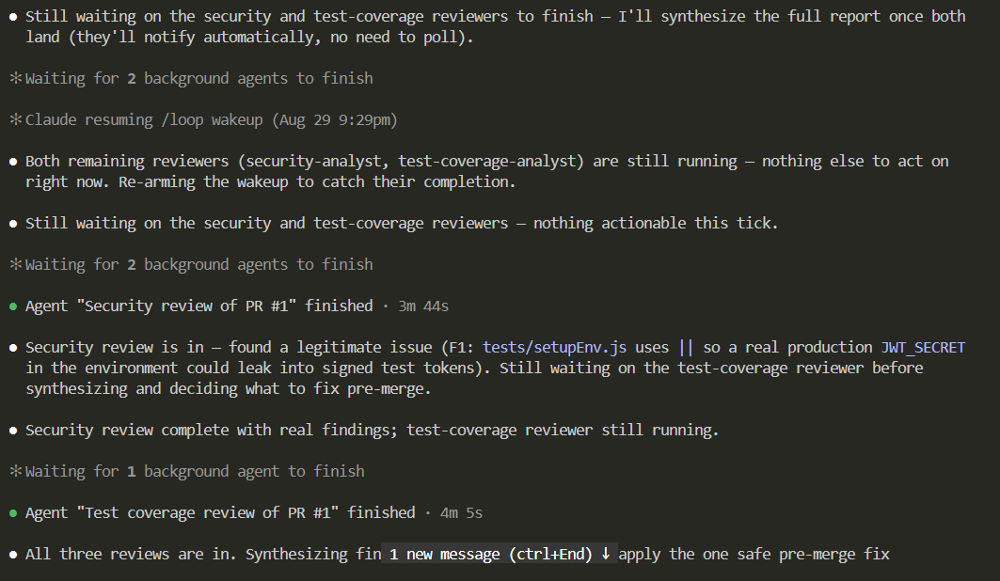 ● Still waiting on the security and test-coverage reviewers to finish — I'll synthesize the full report once both
land (they'll notify automatically, no need to poll).
✻ Waiting for 2 background agents to finish
✻ Claude resuming /loop wakeup (Aug 29 9:29pm)
● Both remaining reviewers (security-analyst, test-coverage-analyst) are still running — nothing else to act on
right now. Re-arming the wakeup to catch their completion.
● Still waiting on the security and test-coverage reviewers — nothing actionable this tick.
✻ Waiting for 2 background agents to finish
● Agent "Security review of PR #1" finished · 3m 44s
● Security review is in — found a legitimate issue (F1: tests/setupEnv.js uses || so a real production JWT_SECRET
in the environment could leak into signed test tokens). Still waiting on the test-coverage reviewer before
synthesizing and deciding what to fix pre-merge.
● Security review complete with real findings; test-coverage reviewer still running.
✻ Waiting for 1 background agent to finish
● Agent "Test coverage review of PR #1" finished · 4m 5s
● All three reviews are in. Synthesizing fin 1 new message (ctrl+End) ↓ apply the one safe pre-merge fix